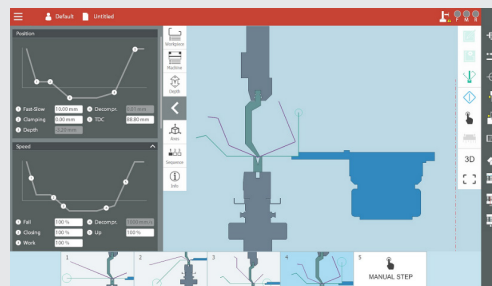 Default Untitled
F M R
Position
Fast-Slow 10.00 mm Decompr.
Clamping 0.00 mm TDC 88.80 mm
Depth
Speed
Fall 100 % Decompr.
Closing 100 % Up 100 %
Work 100 %
Workpiece
Machine
Depth
Axes
Sequence
Info
3D
1 2 3 4 5
MANUAL STEP